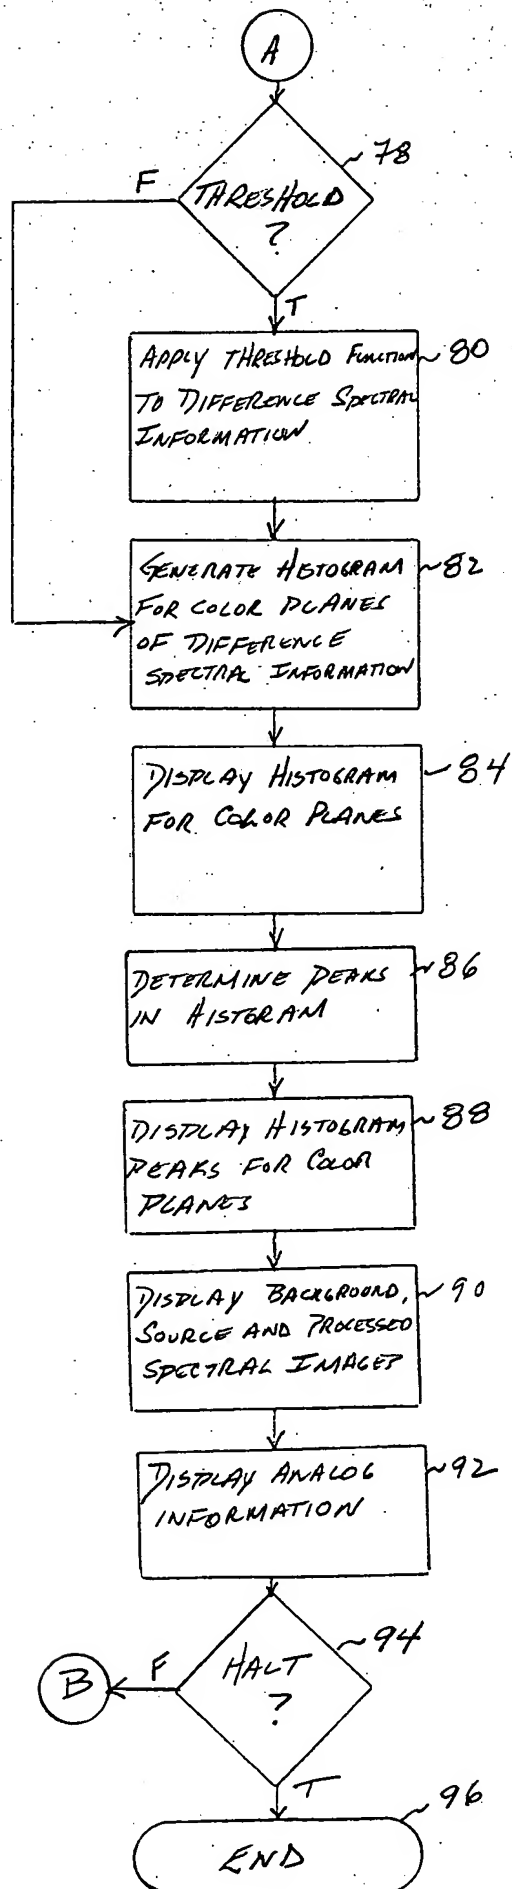 A
78
F
THRESHOLD
?
T
APPLY THRESHOLD FUNCTION
80
TO DIFFERENCE SPECTRAL
INFORMATION
GENERATE HISTOGRAM
82
FOR COLOR PLANES
OF DIFFERENCE
SPECTRAL INFORMATION
DISPLAY HISTOGRAM
84
FOR COLOR PLANES
DETERMINE PEAKS
86
IN HISTGRAM
DISPLAY HISTOGRAM
88
PEAKS FOR COLOR
PLANES
DISPLAY BACKGROUND,
90
SOURCE AND PROCESSED
SPECTRAL IMAGES
DISPLAY ANALOG
92
INFORMATION
94
B
F
HALT
?
T
96
END